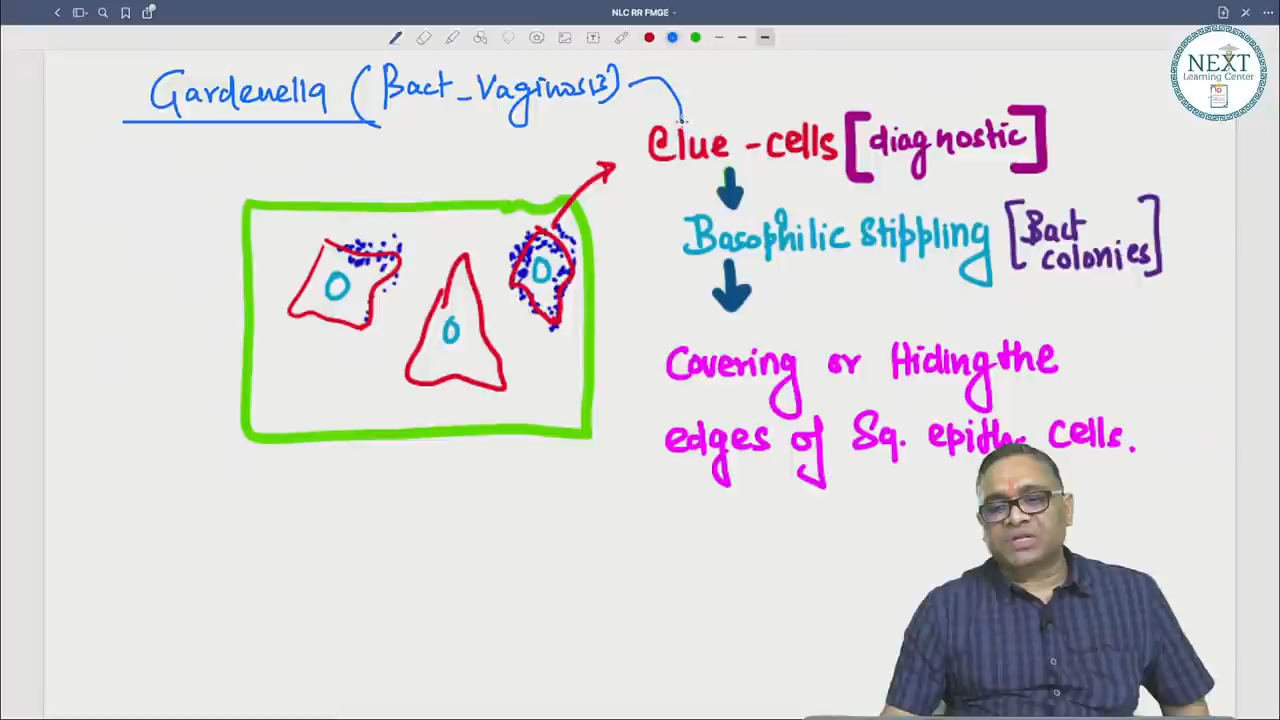 NLC RR FMGE
NEXT
Learning Center
Gardenella (Bact_Vaginosis)
Clue-cells [diagnostic]
Basophilic Stippling [Bact colonies]
Covering or Hiding the
edges of Sq. epith. cells.